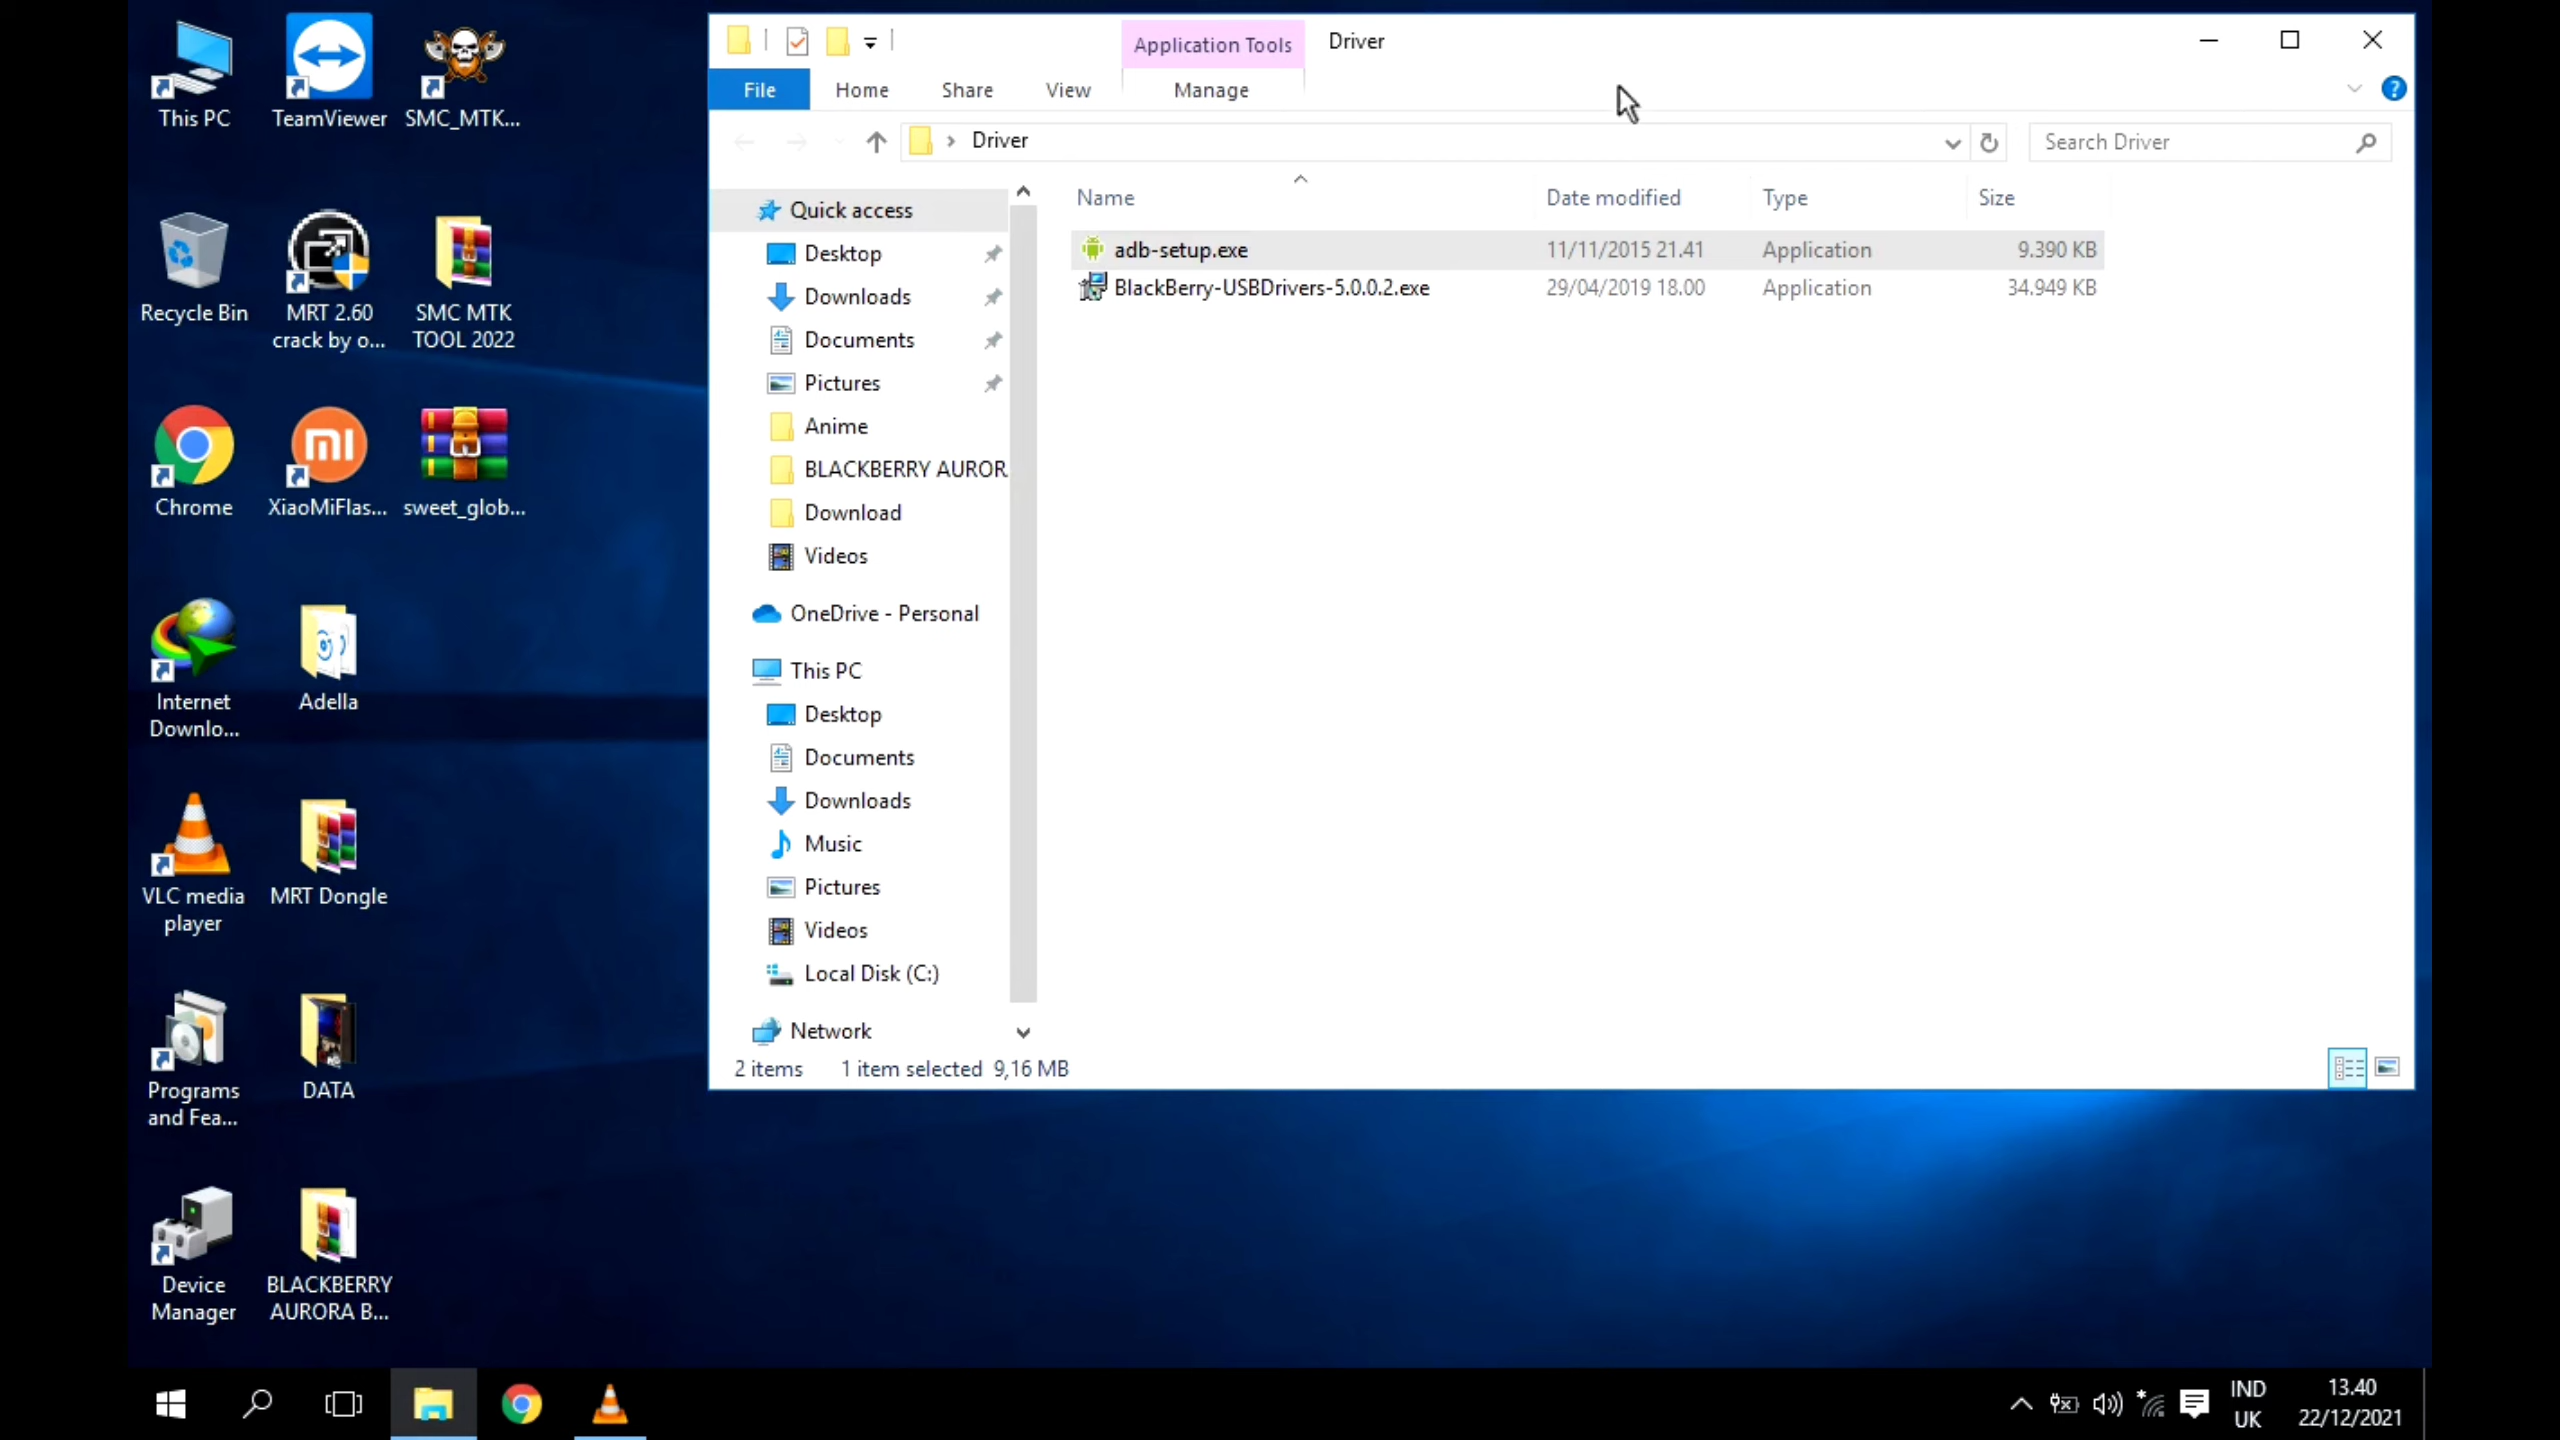 This PC
TeamViewer
SMC_MTK...
Recycle Bin
MRT 2.60
crack by o...
SMC MTK
TOOL 2022
Chrome
XiaoMiFlas...
sweet_glob...
Internet
Downlo...
Adella
VLC media
player
MRT Dongle
Programs
and Fea...
DATA
Device
Manager
BLACKBERRY
AURORA B...
Application Tools
Driver
File
Home
Share
View
Manage
Driver
Search Driver
Quick access
Desktop
Downloads
Documents
Pictures
Anime
BLACKBERRY AUROR
Download
Videos
OneDrive - Personal
This PC
Desktop
Documents
Downloads
Music
Pictures
Videos
Local Disk (C:)
Network
Name Date modified Type Size
adb-setup.exe 11/11/2015 21.41 Application 9.390 KB
BlackBerry-USBDrivers-5.0.0.2.exe 29/04/2019 18.00 Application 34.949 KB
2 items 1 item selected 9,16 MB
IND
UK
13.40
22/12/2021